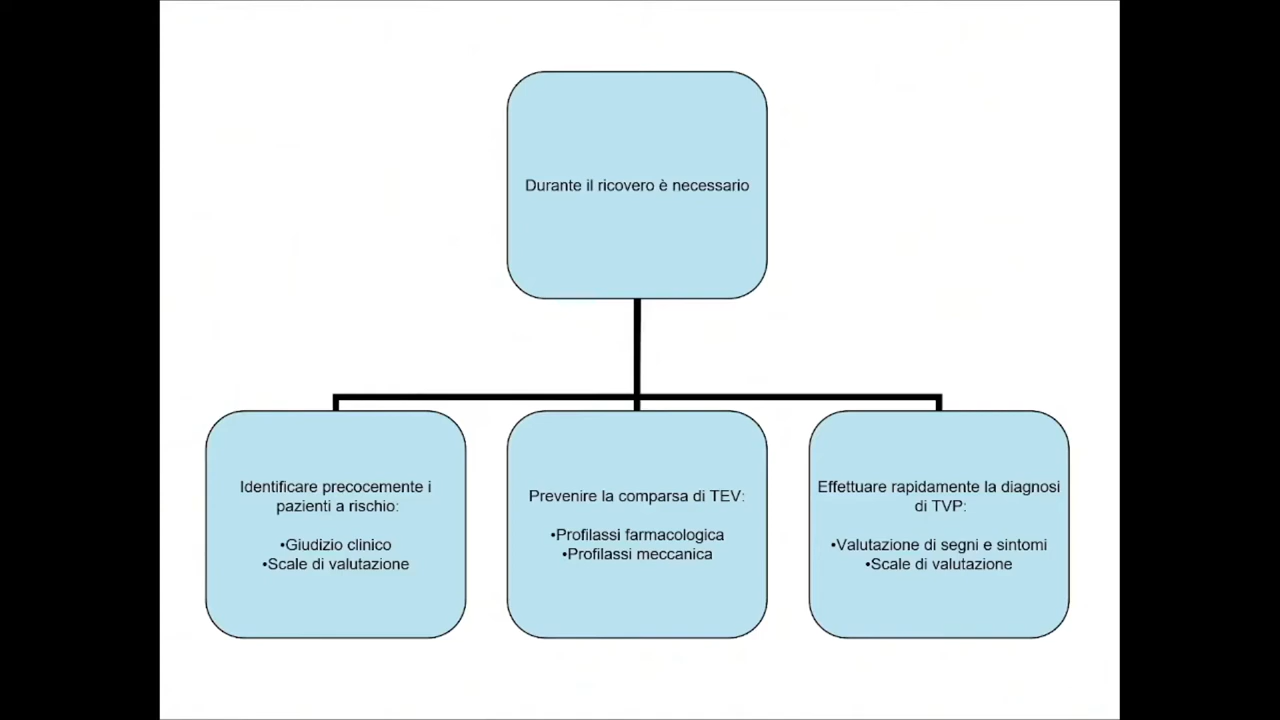 Durante il ricovero è necessario
Identificare precocemente i
pazienti a rischio:
•Giudizio clinico
•Scale di valutazione
Prevenire la comparsa di TEV:
•Profilassi farmacologica
•Profilassi meccanica
Effettuare rapidamente la diagnosi
di TVP:
•Valutazione di segni e sintomi
•Scale di valutazione